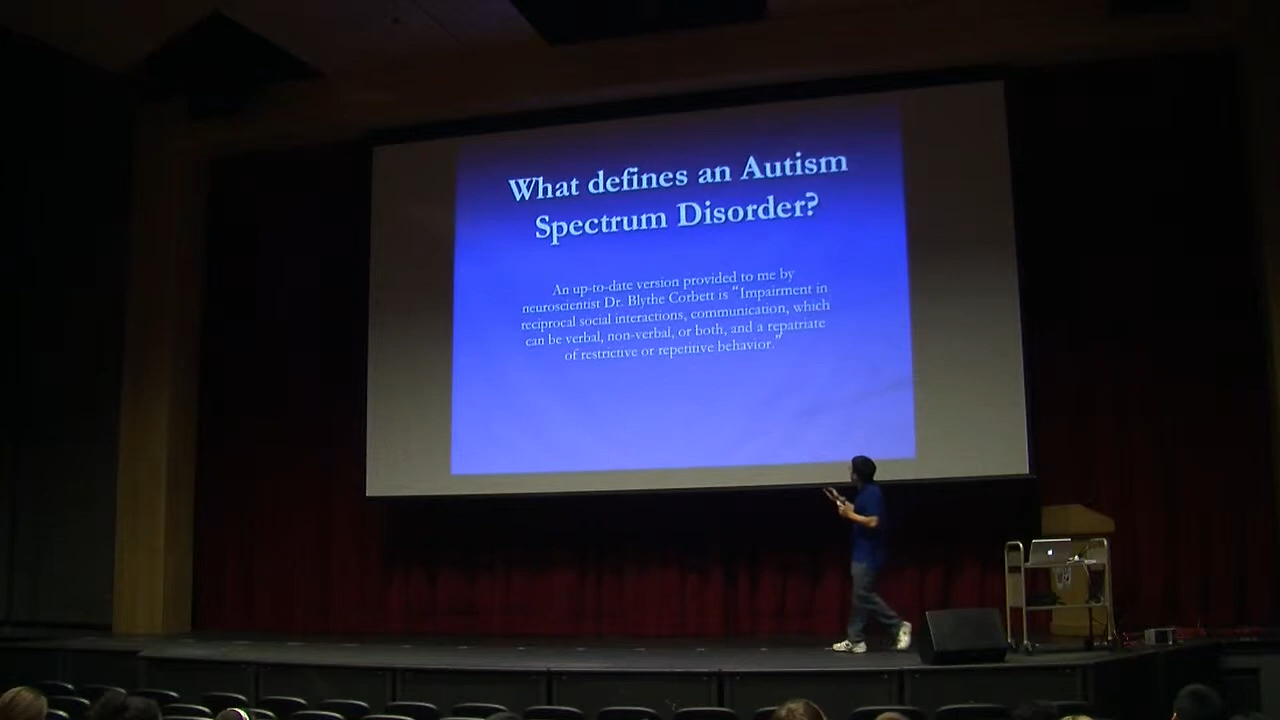 What defines an Autism
Spectrum Disorder?
An up-to-date version provided to me by
neuroscientist Dr. Blythe Corbett is “Impairment in
reciprocal social interactions, communication, which
can be verbal, non-verbal, or both, and a repatriate
of restrictive or repetitive behavior.”